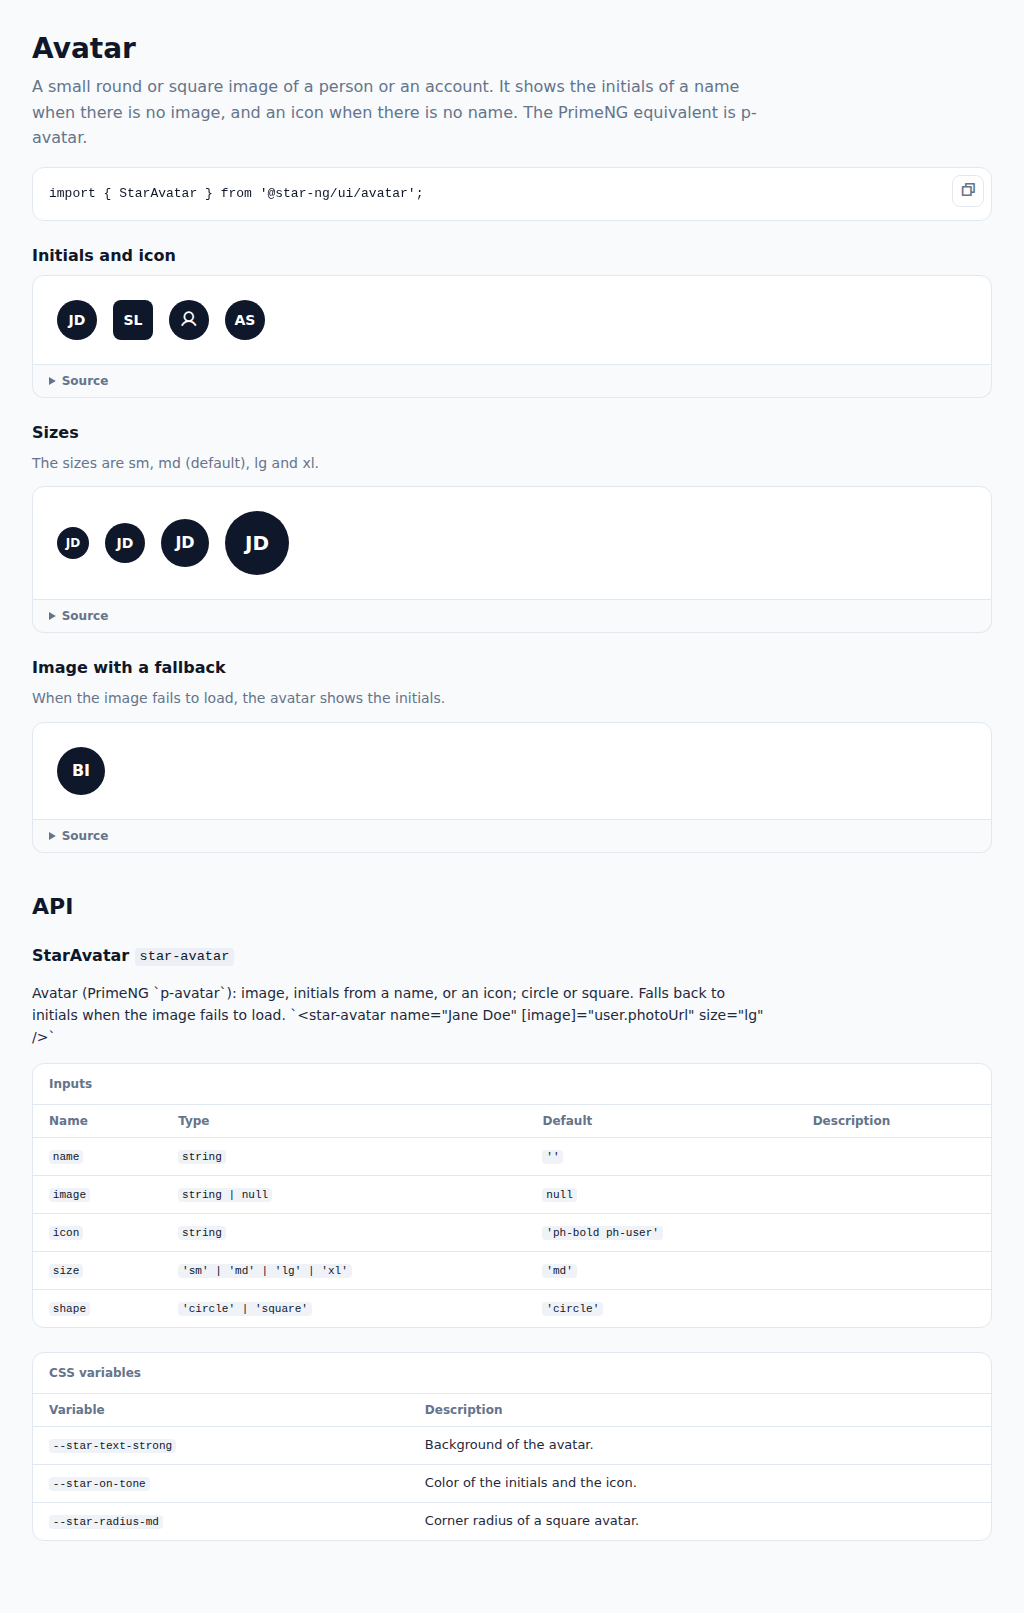 Avatar
A small round or square image of a person or an account. It shows the initials of a name
when there is no image, and an icon when there is no name. The PrimeNG equivalent is p-
avatar.
import { StarAvatar } from '@star-ng/ui/avatar';
Initials and icon
JD SL AS
Source
Sizes
The sizes are sm, md (default), lg and xl.
JD JD JD JD
Source
Image with a fallback
When the image fails to load, the avatar shows the initials.
BI
Source
API
StarAvatar star-avatar
Avatar (PrimeNG `p-avatar`): image, initials from a name, or an icon; circle or square. Falls back to
initials when the image fails to load. `<star-avatar name="Jane Doe" [image]="user.photoUrl" size="lg"
/>`
Inputs
Name Type Default Description
name string ''
image string | null null
icon string 'ph-bold ph-user'
size 'sm' | 'md' | 'lg' | 'xl' 'md'
shape 'circle' | 'square' 'circle'
CSS variables
Variable Description
--star-text-strong Background of the avatar.
--star-on-tone Color of the initials and the icon.
--star-radius-md Corner radius of a square avatar.